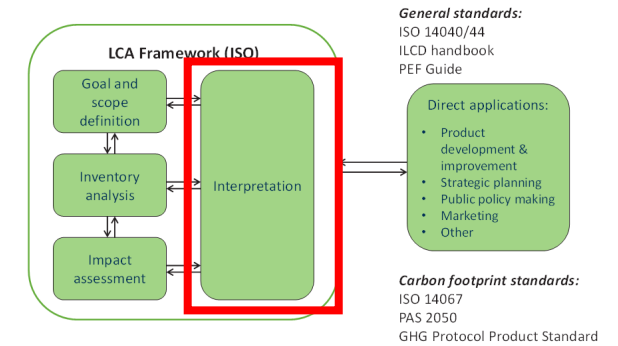 General standards:
ISO 14040/44
ILCD handbook
PEF Guide
LCA Framework (ISO)
Goal and
scope
definition
Inventory
analysis
Impact
assessment
Interpretation
Direct applications:
• Product
development &
improvement
• Strategic planning
• Public policy making
• Marketing
• Other
Carbon footprint standards:
ISO 14067
PAS 2050
GHG Protocol Product Standard